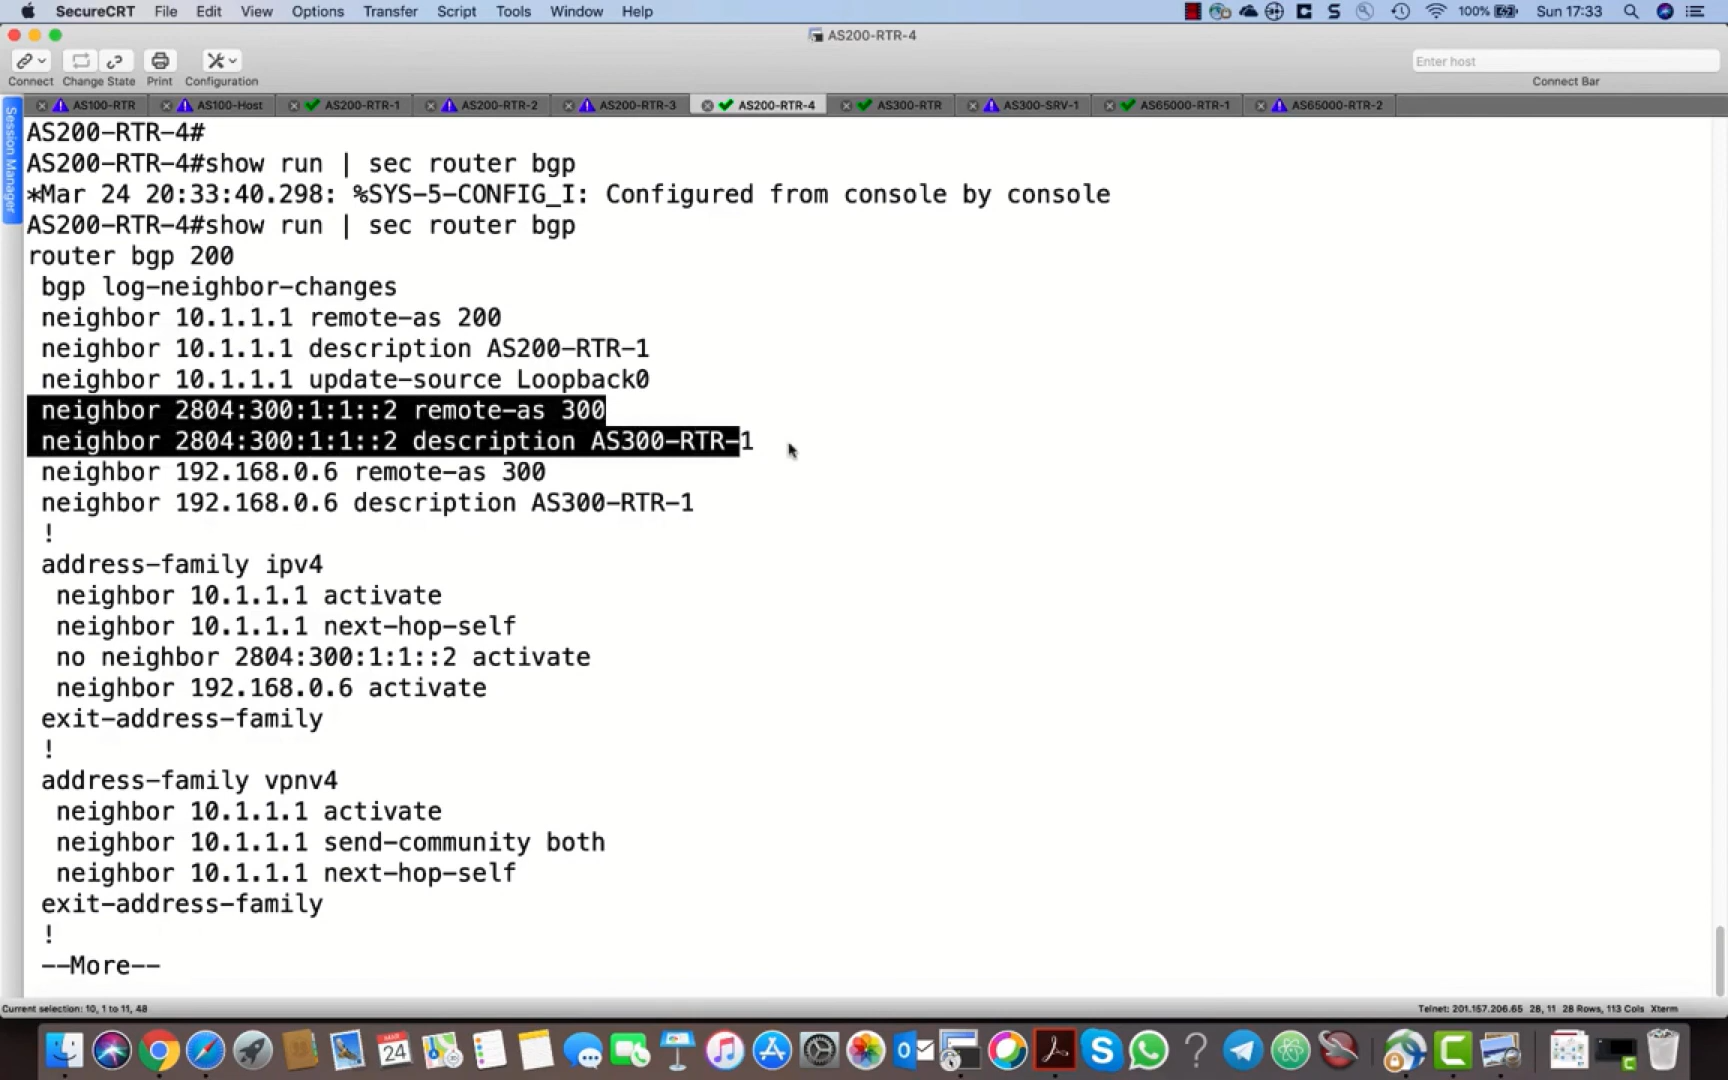 SecureCRT File Edit View Options Transfer Script Tools Window Help 100% Sun 17:33
AS200-RTR-4
Enter host
Connect Change State Print Configuration Connect Bar
Session Manager
AS100-RTR AS100-Host AS200-RTR-1 AS200-RTR-2 AS200-RTR-3 AS200-RTR-4 AS300-RTR AS300-SRV-1 AS65000-RTR-1 AS65000-RTR-2
AS200-RTR-4#
AS200-RTR-4#show run | sec router bgp
*Mar 24 20:33:40.298: %SYS-5-CONFIG_I: Configured from console by console
AS200-RTR-4#show run | sec router bgp
router bgp 200
bgp log-neighbor-changes
neighbor 10.1.1.1 remote-as 200
neighbor 10.1.1.1 description AS200-RTR-1
neighbor 10.1.1.1 update-source Loopback0
neighbor 2804:300:1:1::2 remote-as 300
neighbor 2804:300:1:1::2 description AS300-RTR-1
neighbor 192.168.0.6 remote-as 300
neighbor 192.168.0.6 description AS300-RTR-1
!
address-family ipv4
neighbor 10.1.1.1 activate
neighbor 10.1.1.1 next-hop-self
no neighbor 2804:300:1:1::2 activate
neighbor 192.168.0.6 activate
exit-address-family
!
address-family vpnv4
neighbor 10.1.1.1 activate
neighbor 10.1.1.1 send-community both
neighbor 10.1.1.1 next-hop-self
exit-address-family
!
--More--
Current selection: 10, 1 to 11, 48
Telnet: 201.157.206.65 28, 11 28 Rows, 113 Cols Xterm
24